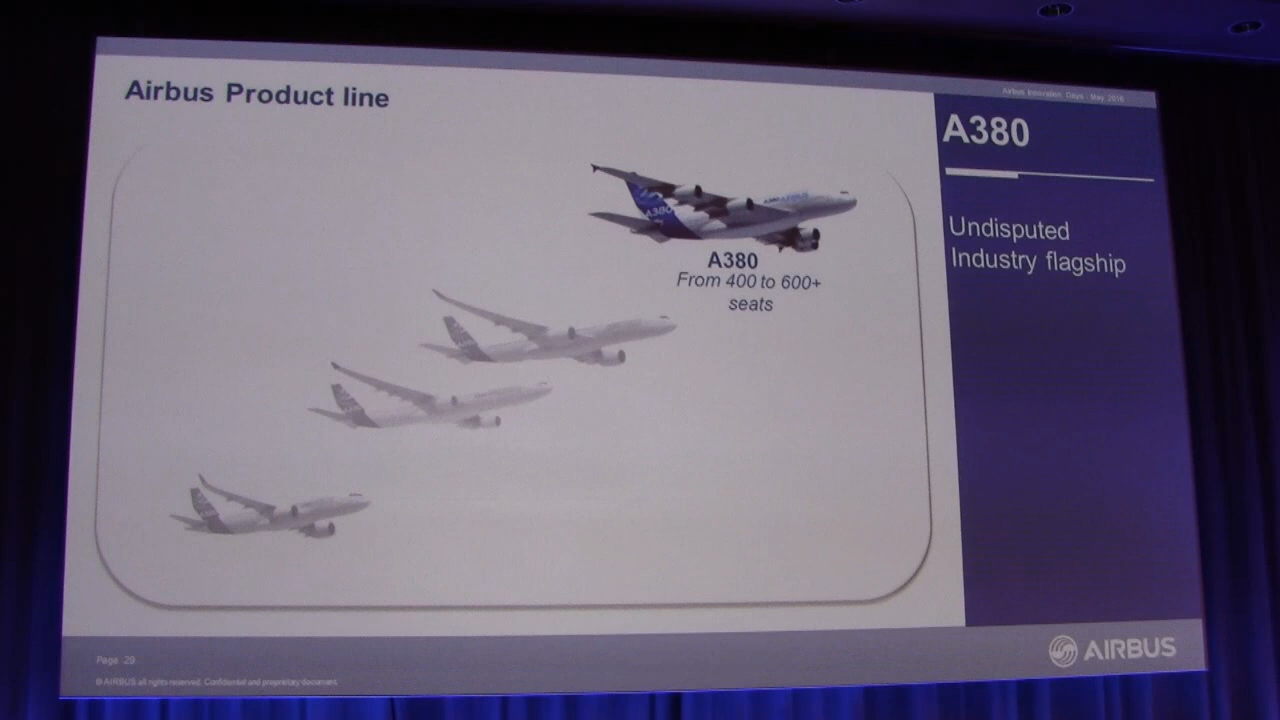 Airbus Innovation Days - May 2016
Airbus Product line
A380
Undisputed
Industry flagship
A380
A380
From 400 to 600+
seats
Page 29
© AIRBUS all rights reserved. Confidential and proprietary document.
AIRBUS